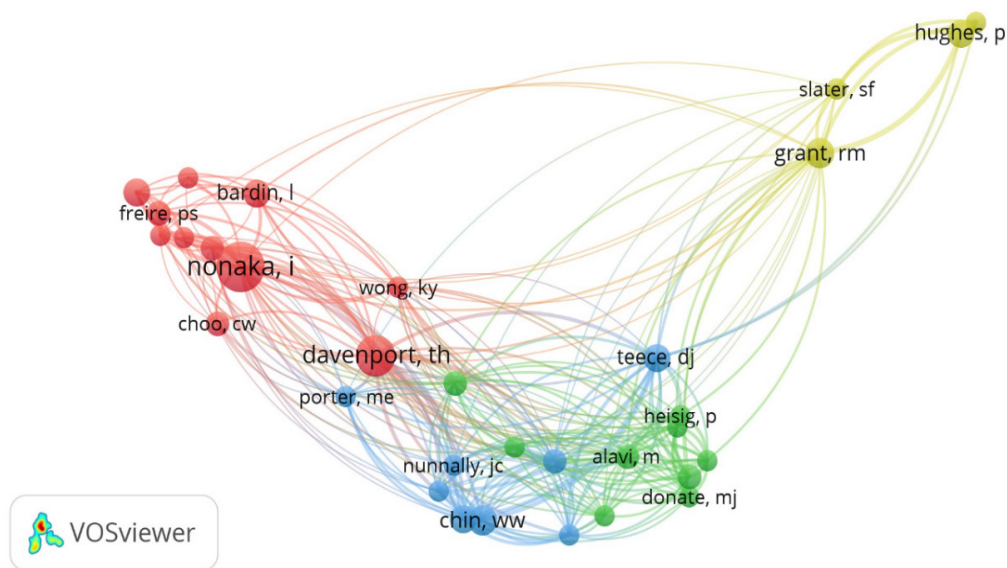 hughes, p
slater, sf
grant, rm
bardin, l
freire, ps
nonaka, i
wong, ky
choo, cw
davenport, th
teece, dj
porter, me
heisig, p
alavi, m
nunnally, jc
donate, mj
chin, ww
VOSviewer